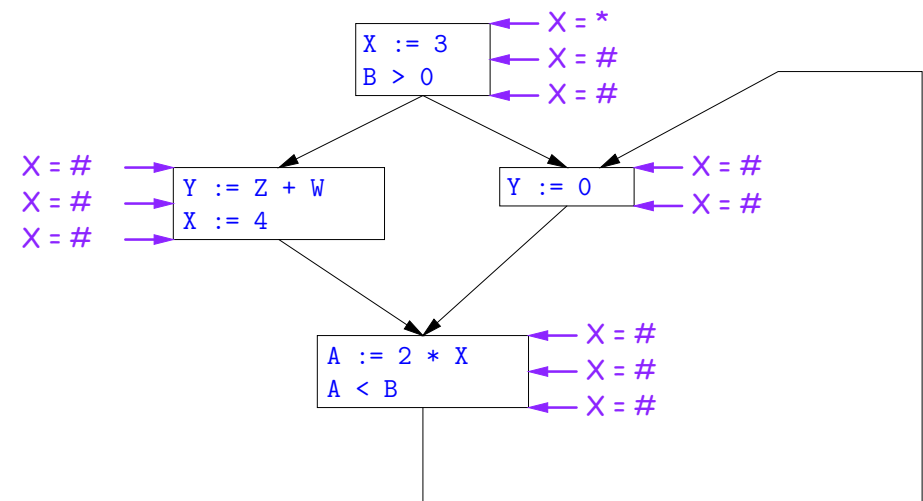 X = *
X := 3
X = #
B > 0
X = #
X = #
Y := Z + W
X = #
X := 4
X = #
Y := 0
X = #
X = #
X = #
A := 2 * X
X = #
A < B
X = #